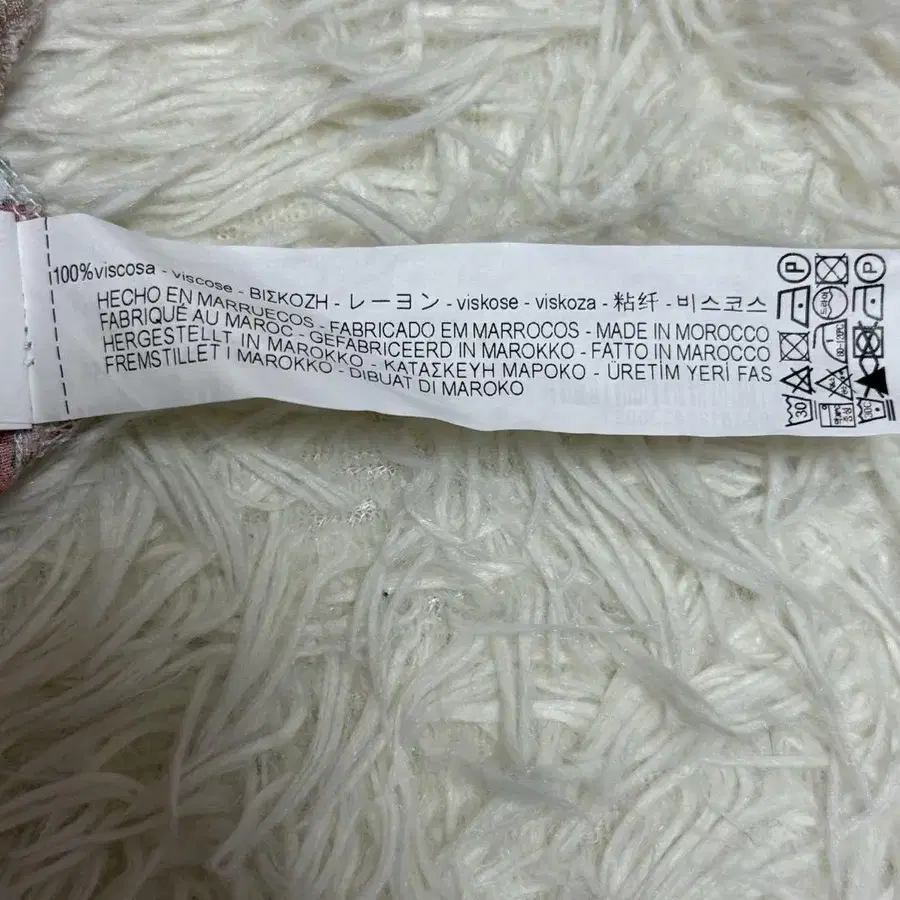 100%viscosa - viscose - ΒΙΣΚΟΖΗ - レーヨン - viskose - viskoza - 粘纤 - 비스코스
HECHO EN MARRUECOS
FABRIQUÉ AU MAROC - FABRICADO EM MARROCOS - MADE IN MOROCCO
HERGESTELLT IN MAROKKO - GEFABRICEERD IN MAROKKO - FATTO IN MAROCCO
FREMSTILLET I MAROKKO - ΚΑΤΑΣΚΕΥΗ ΜΑΡΟΚΟ - ÜRETİM YERİ FAS
DIBUAT DI MAROKO
P
P
30
30C